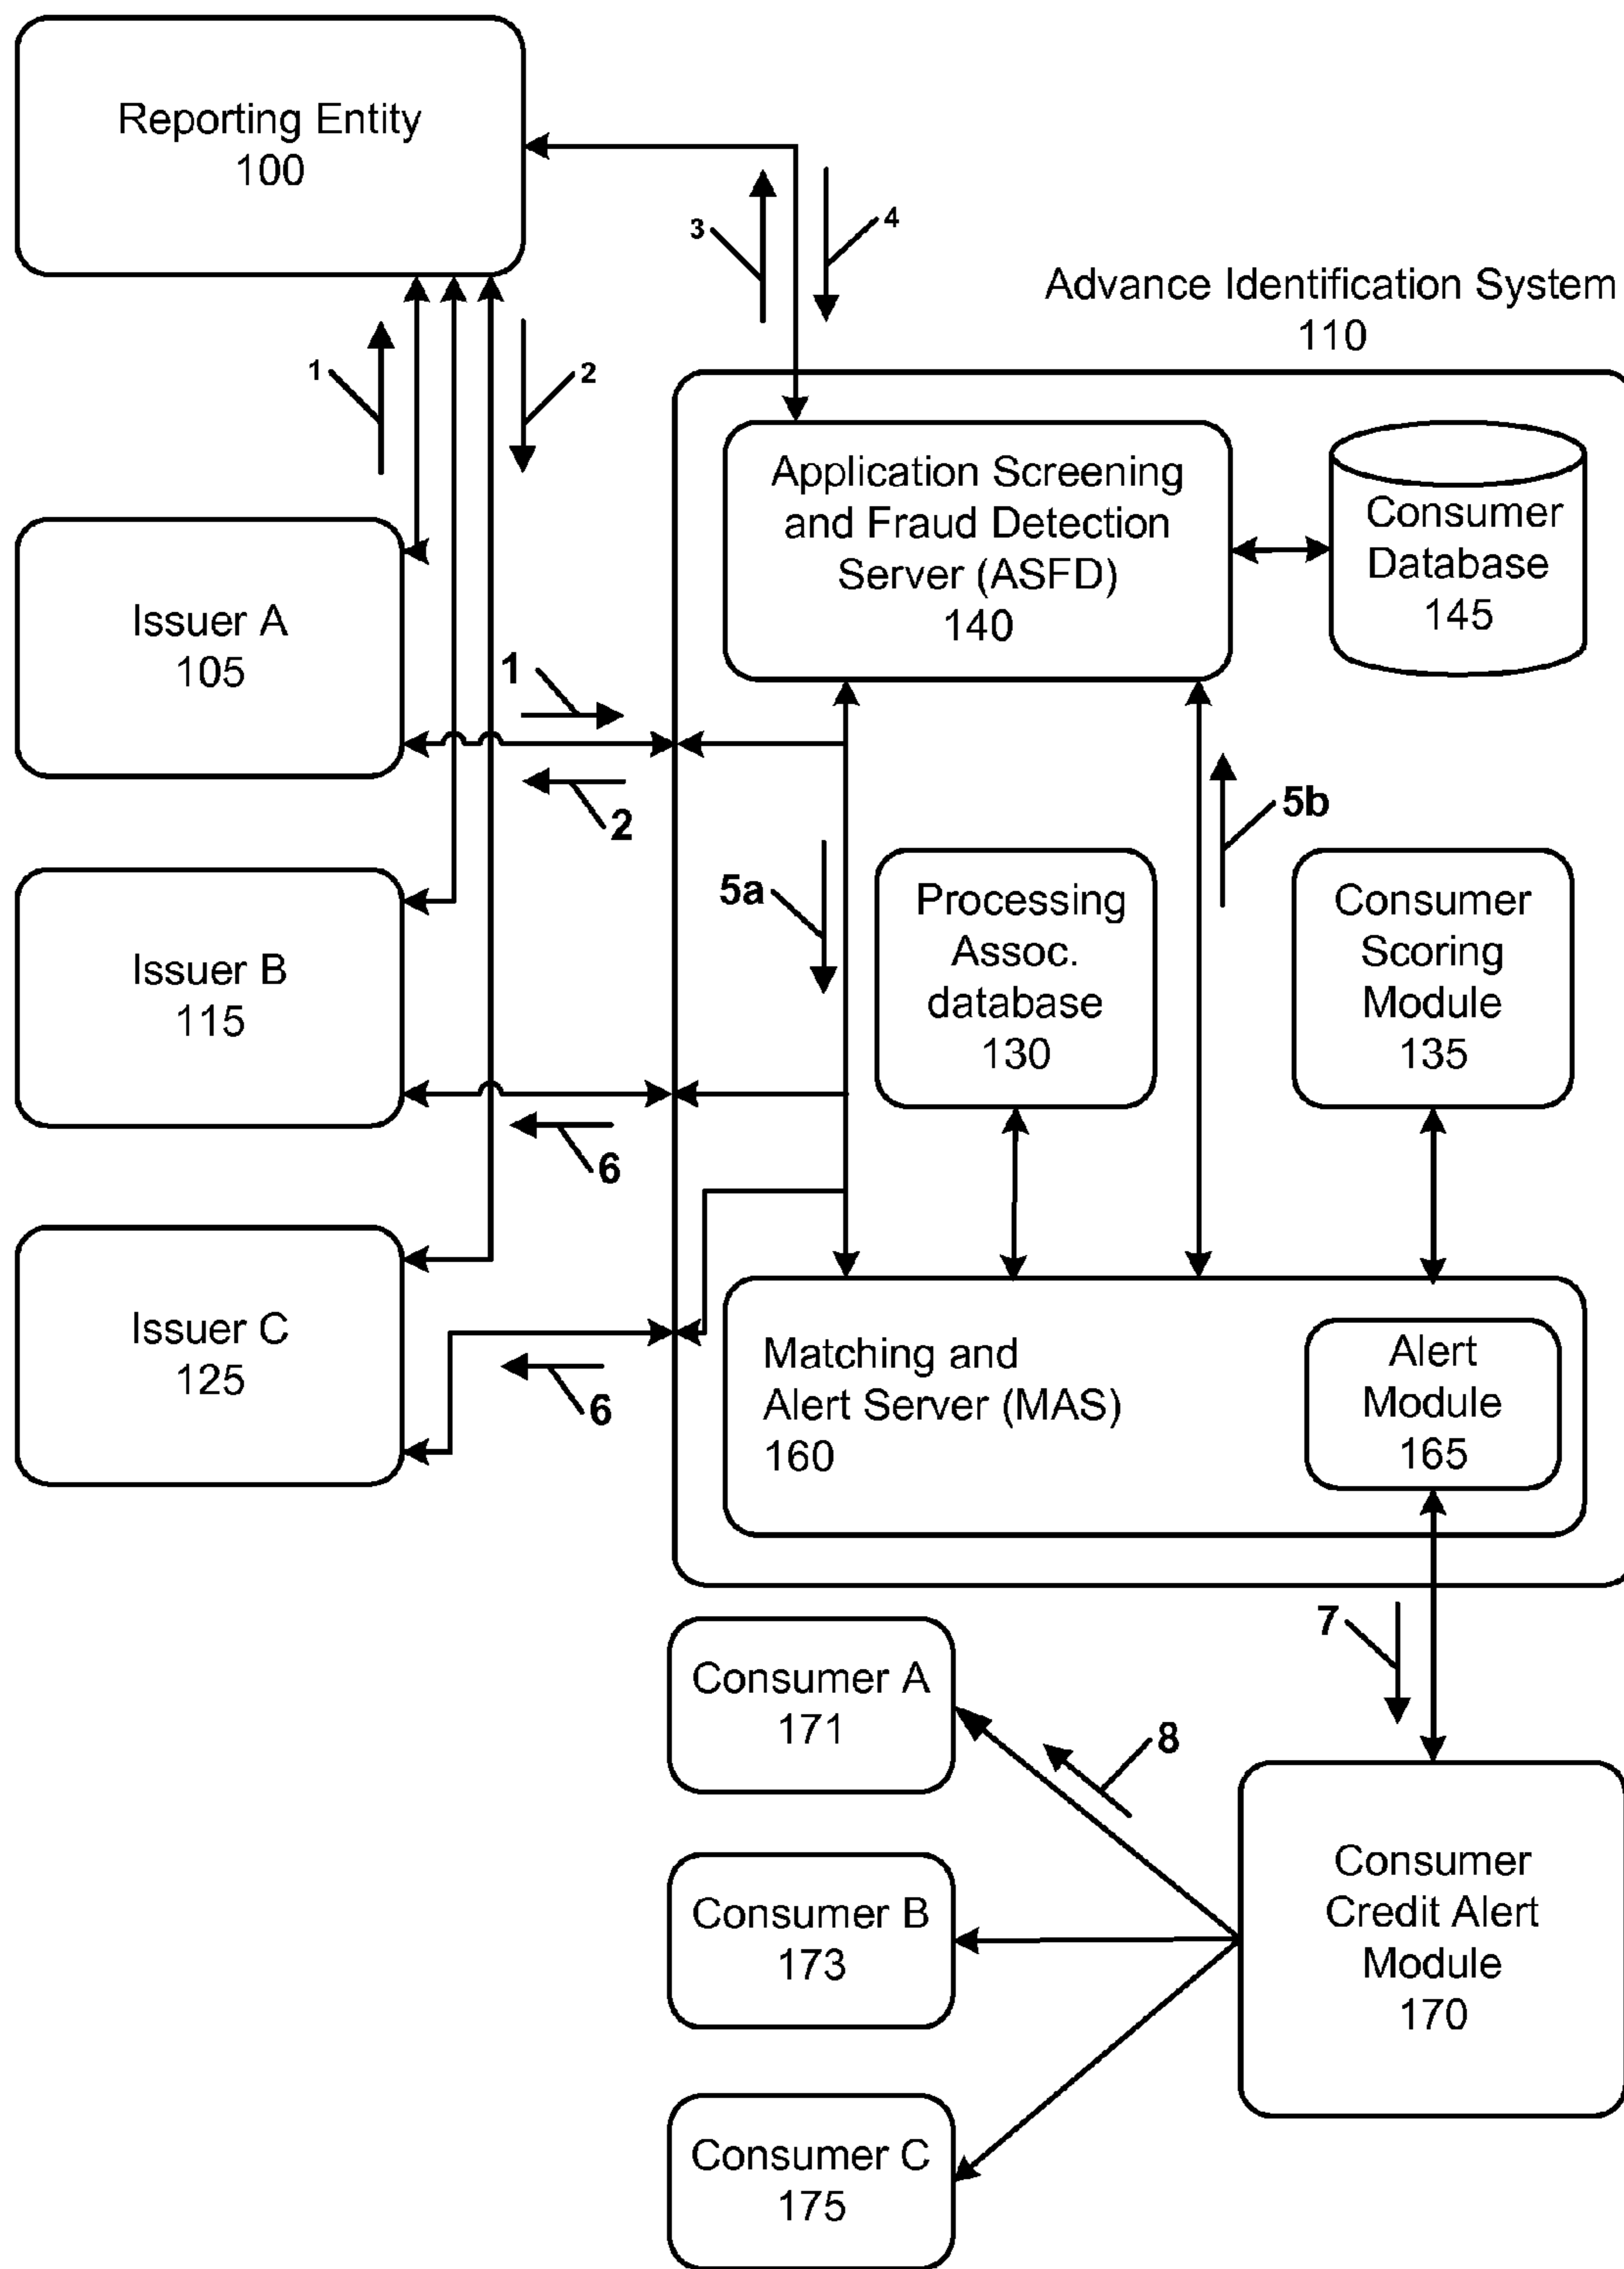 Reporting Entity
100
3
4
Advance Identification System
110
1
2
Application Screening
and Fraud Detection
Server (ASFD)
140
Consumer
Database
145
Issuer A
105
1
2
5a
5b
Processing
Assoc.
database
130
Consumer
Scoring
Module
135
Issuer B
115
6
Issuer C
125
6
Matching and
Alert Server (MAS)
160
Alert
Module
165
7
Consumer A
171
8
Consumer B
173
Consumer
Credit Alert
Module
170
Consumer C
175